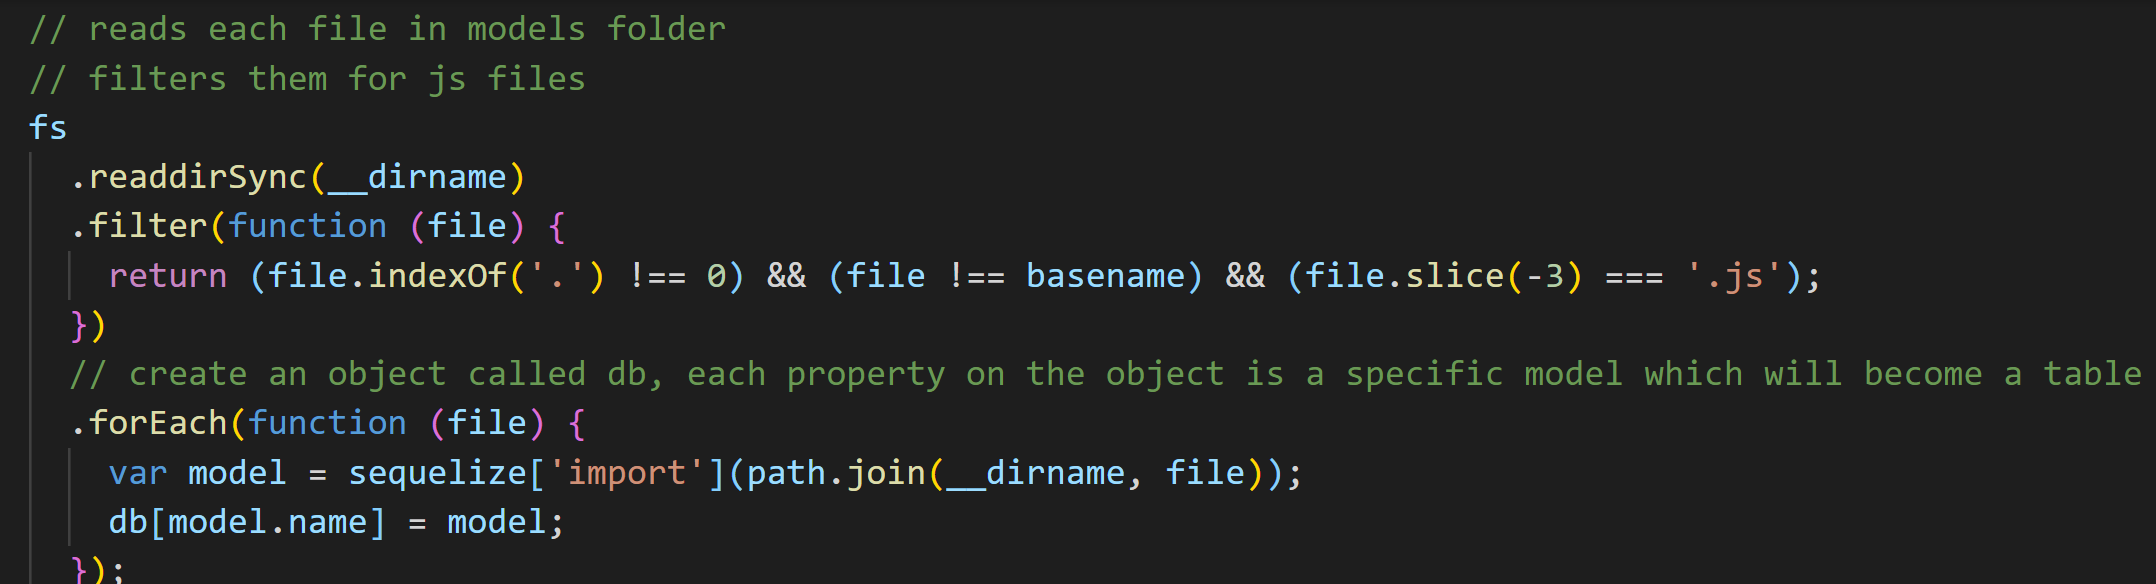 // reads each file in models folder
// filters them for js files
fs
  .readdirSync(__dirname)
  .filter(function (file) {
    return (file.indexOf('.') !== 0) && (file !== basename) && (file.slice(-3) === '.js');
  })
  // create an object called db, each property on the object is a specific model which will become a table
  .forEach(function (file) {
    var model = sequelize['import'](path.join(__dirname, file));
    db[model.name] = model;
  });